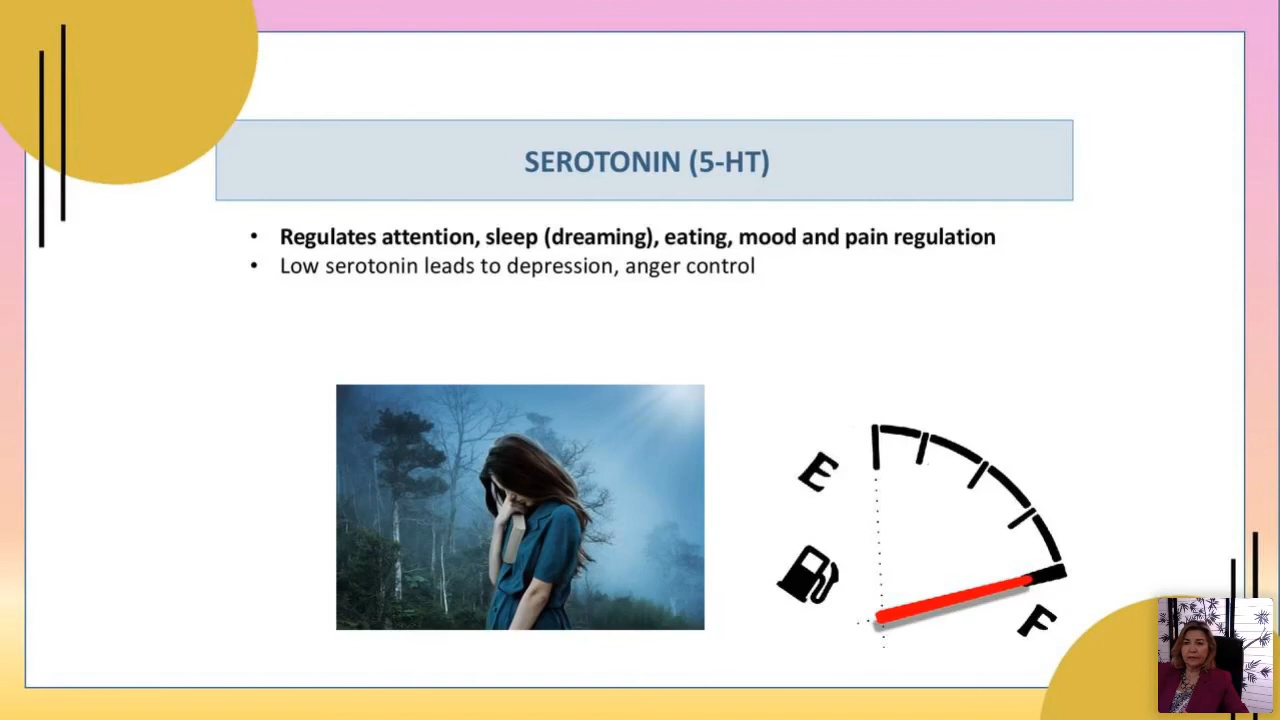 SEROTONIN (5-HT)
• Regulates attention, sleep (dreaming), eating, mood and pain regulation
• Low serotonin leads to depression, anger control
E
F